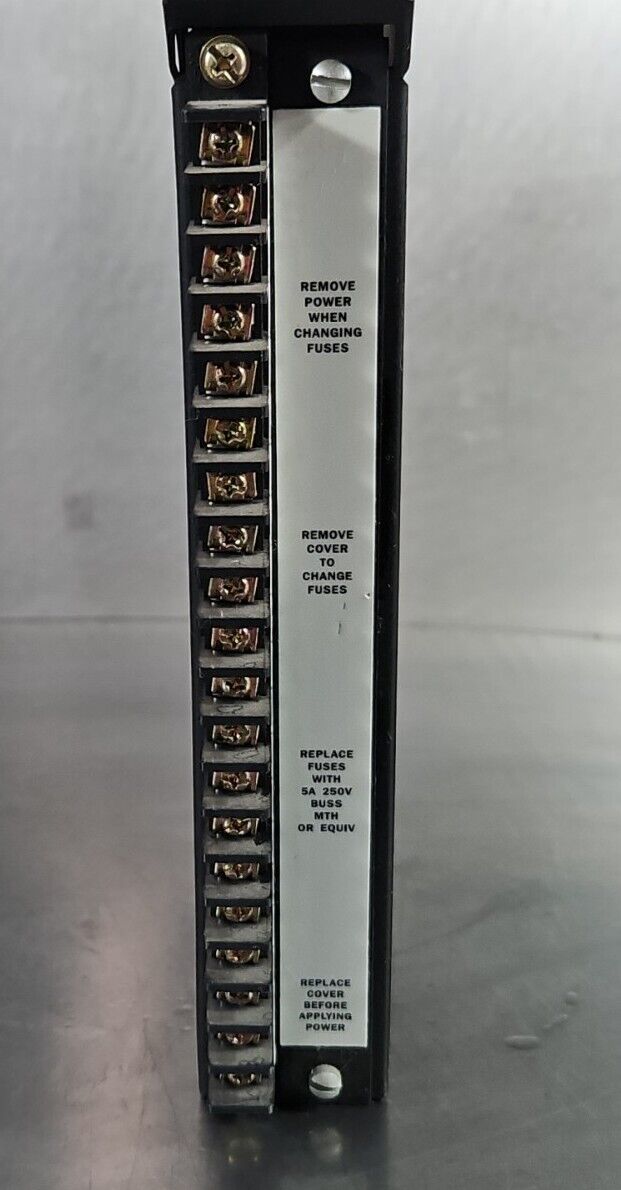 REMOVE
POWER
WHEN
CHANGING
FUSES
REMOVE
COVER
TO
CHANGE
FUSES
REPLACE
FUSES
WITH
5A 250V
BUSS
MTH
OR EQUIV
REPLACE
COVER
BEFORE
APPLYING
POWER